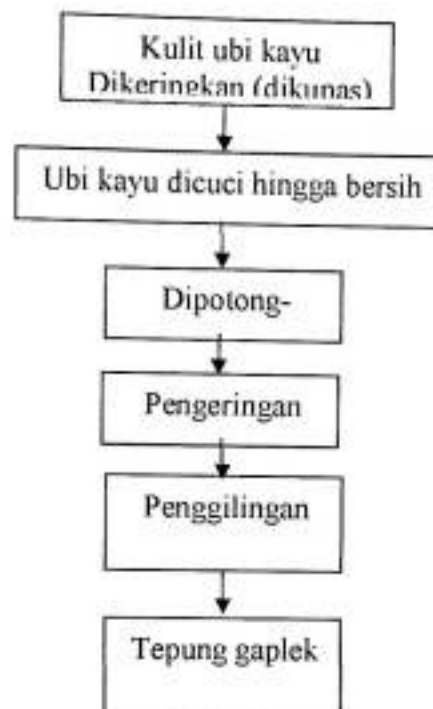 Kulit ubi kayu
Dikeringkan (dikupas)
Ubi kayu dicuci hingga bersih
Dipotong-
Pengeringan
Penggilingan
Tepung gaplek